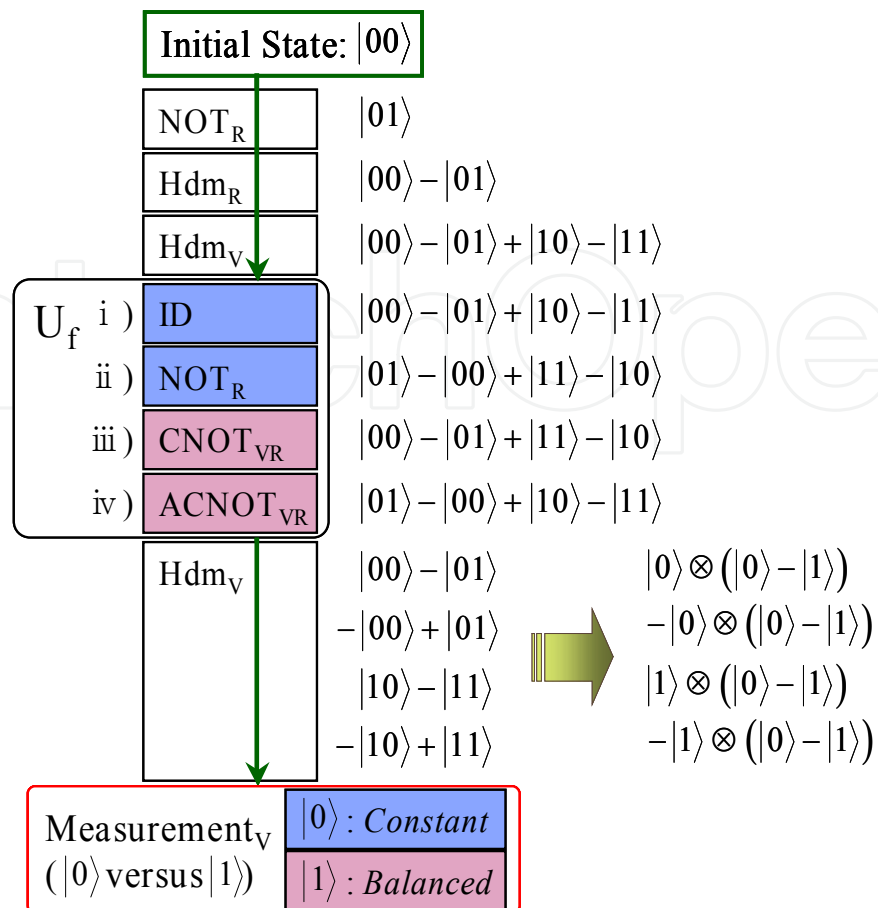 Initial State: |00⟩
NOT_R |01⟩
Hdm_R |00⟩−|01⟩
Hdm_V |00⟩−|01⟩+|10⟩−|11⟩
U_f i) ID |00⟩−|01⟩+|10⟩−|11⟩
ii) NOT_R |01⟩−|00⟩+|11⟩−|10⟩
iii) CNOT_VR |00⟩−|01⟩+|11⟩−|10⟩
iv) ACNOT_VR |01⟩−|00⟩+|10⟩−|11⟩
Hdm_V |00⟩−|01⟩ |0⟩⊗(|0⟩−|1⟩)
−|00⟩+|01⟩ −|0⟩⊗(|0⟩−|1⟩)
|10⟩−|11⟩ |1⟩⊗(|0⟩−|1⟩)
−|10⟩+|11⟩ −|1⟩⊗(|0⟩−|1⟩)
Measurement_V |0⟩: Constant
(|0⟩ versus |1⟩) |1⟩: Balanced